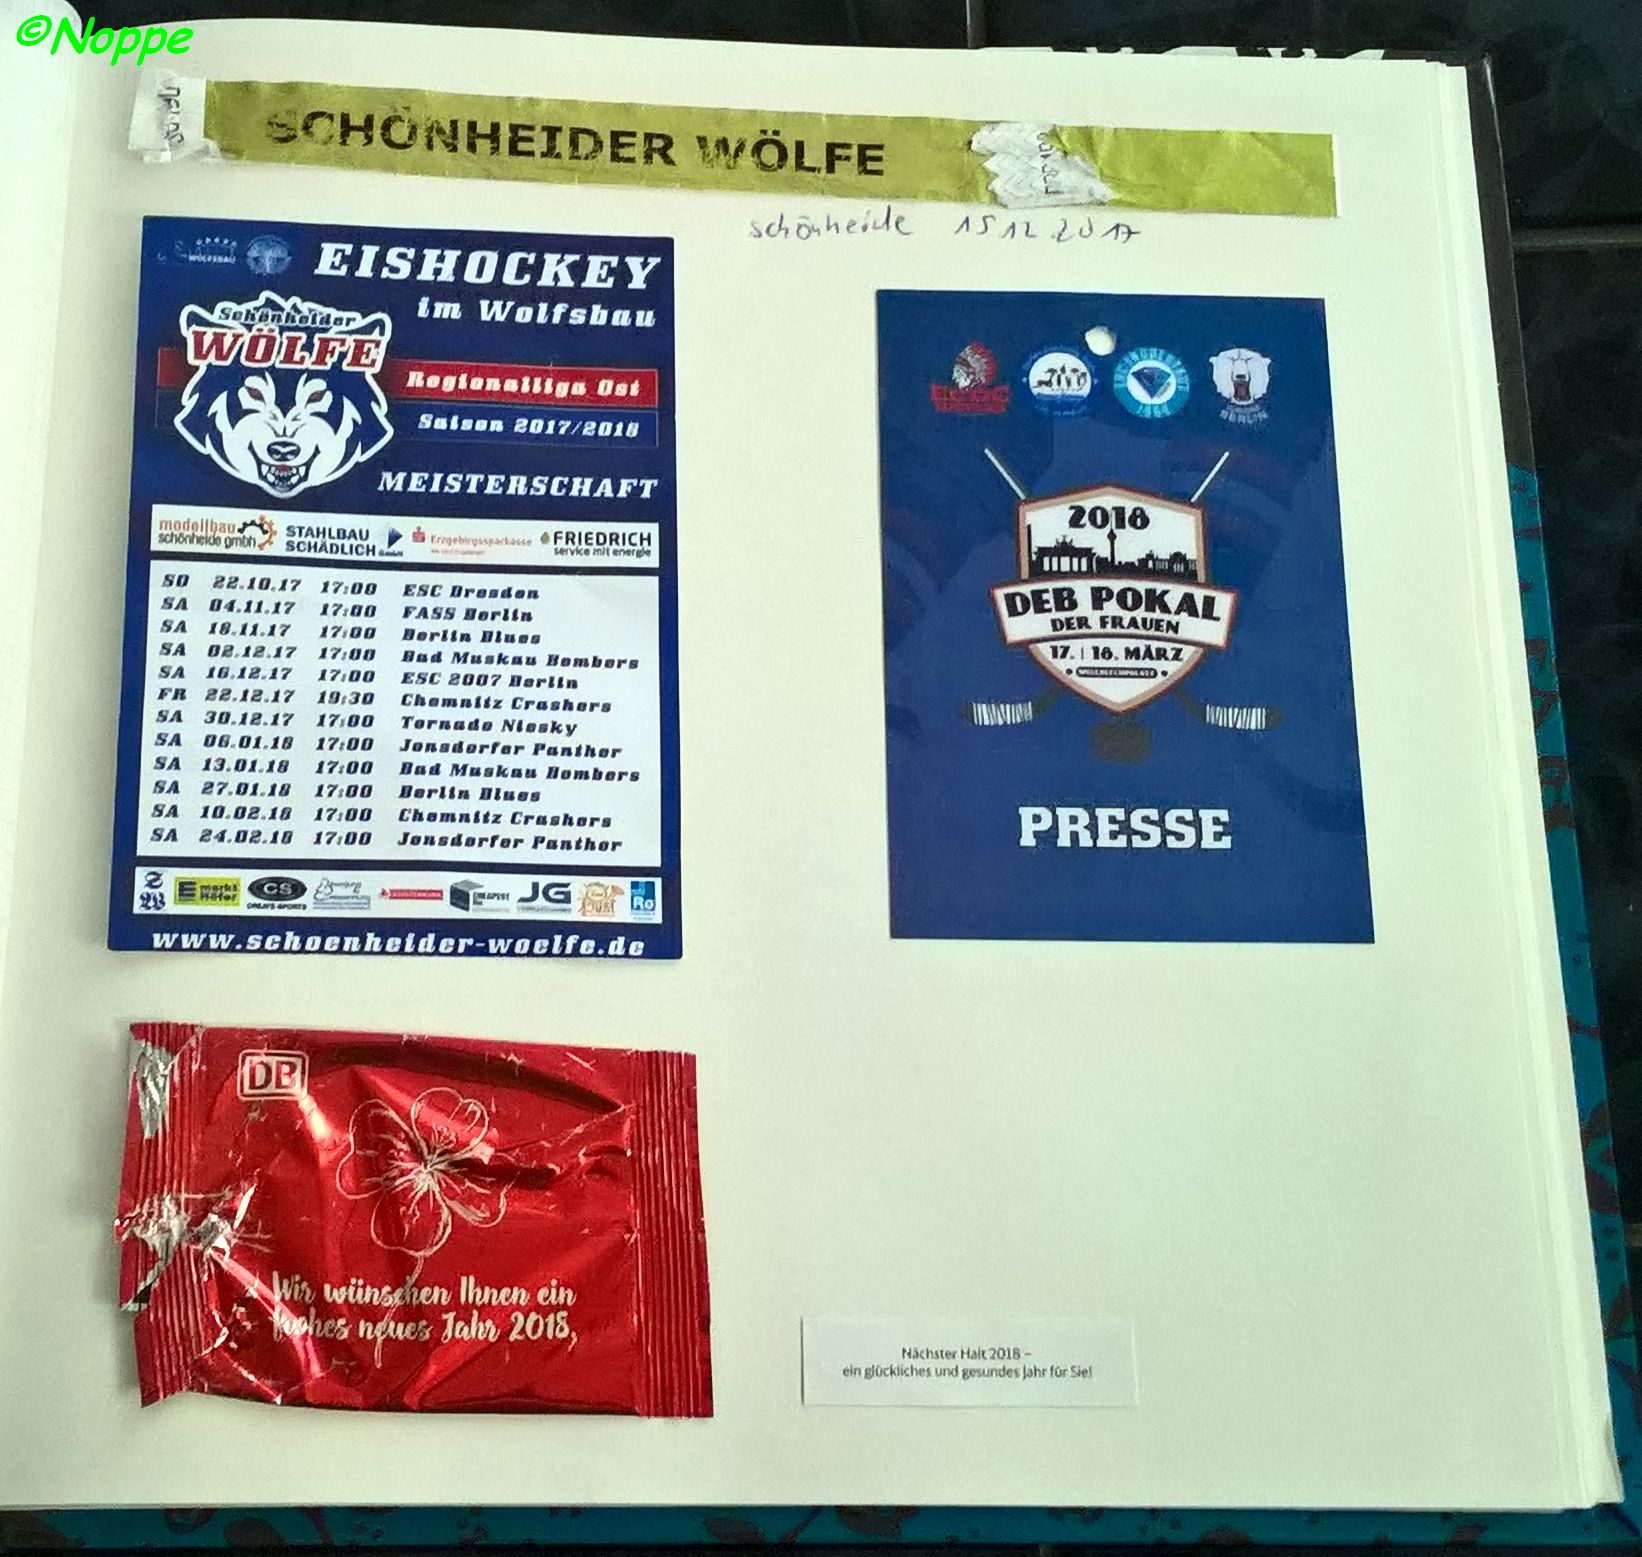 ©Noppe
SCHÖNHEIDER WÖLFE
Schönheide 15 12 2017
EISHOCKEY
im Wolfsbau
Schönheider
WÖLFE
Regionalliga Ost
Saison 2017/2018
MEISTERSCHAFT
modellbau
schönheide gmbh
STAHLBAU
SCHÄDLICH
Erzgebirgssparkasse
FRIEDRICH
service mit energie
SO 22.10.17 17:00 ESC Dresden
SA 04.11.17 17:00 FASS Berlin
SA 18.11.17 17:00 Berlin Blues
SA 02.12.17 17:00 Bad Muskau Bombers
SA 16.12.17 17:00 ESC 2007 Berlin
FR 22.12.17 19:30 Chemnitz Crashers
SA 30.12.17 17:00 Tornado Niesky
SA 06.01.18 17:00 Jonsdorfer Panther
SA 13.01.18 17:00 Bad Muskau Bombers
SA 27.01.18 17:00 Berlin Blues
SA 10.02.18 17:00 Chemnitz Crashers
SA 24.02.18 17:00 Jonsdorfer Panther
E
CS
JG
Post
Ro
www.schoenheider-woelfe.de
BERLIN
2018
DEB POKAL
DER FRAUEN
17. | 18. MÄRZ
PRESSE
DB
Wir wünschen Ihnen ein
frohes neues Jahr 2018,
Nächster Halt 2018 –
ein glückliches und gesundes Jahr für Sie!